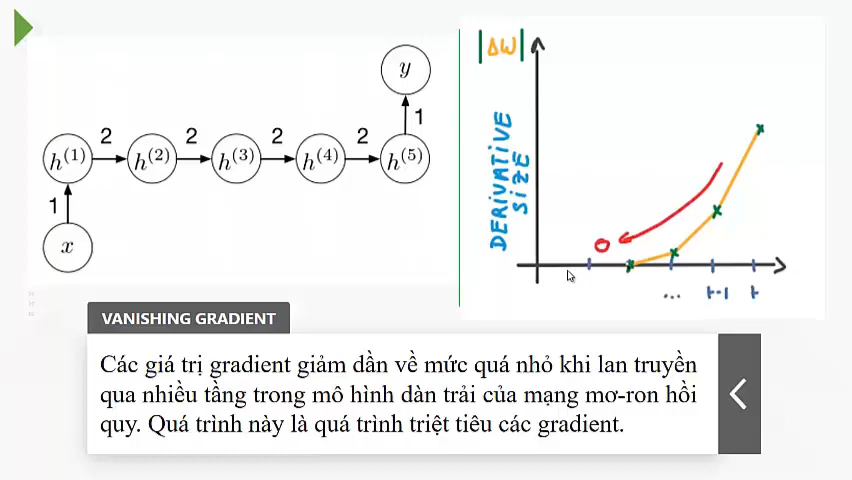 y
2 2 2 2 1
h(1) h(2) h(3) h(4) h(5)
1
x
|ΔW|
DERIVATIVE
SIZE
0
... t-1 t
VANISHING GRADIENT
Các giá trị gradient giảm dần về mức quá nhỏ khi lan truyền
qua nhiều tầng trong mô hình dàn trải của mạng mơ-ron hồi
quy. Quá trình này là quá trình triệt tiêu các gradient.